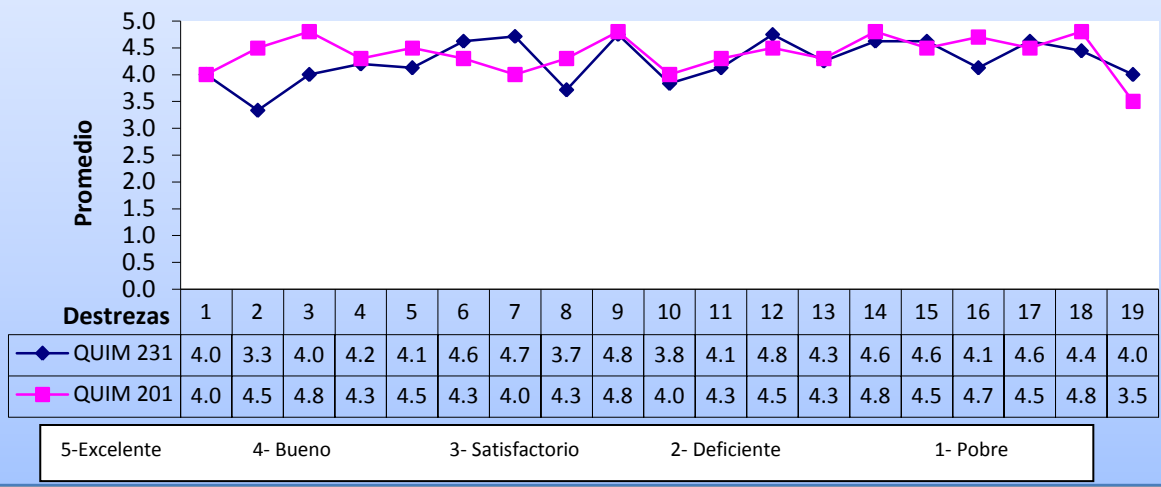 5.0
4.5
4.0
3.5
3.0
2.5
2.0
1.5
1.0
0.5
0.0
Promedio
Destrezas 1 2 3 4 5 6 7 8 9 10 11 12 13 14 15 16 17 18 19
QUIM 231 4.0 3.3 4.0 4.2 4.1 4.6 4.7 3.7 4.8 3.8 4.1 4.8 4.3 4.6 4.6 4.1 4.6 4.4 4.0
QUIM 201 4.0 4.5 4.8 4.3 4.5 4.3 4.0 4.3 4.8 4.0 4.3 4.5 4.3 4.8 4.5 4.7 4.5 4.8 3.5
5-Excelente 4- Bueno 3- Satisfactorio 2- Deficiente 1- Pobre